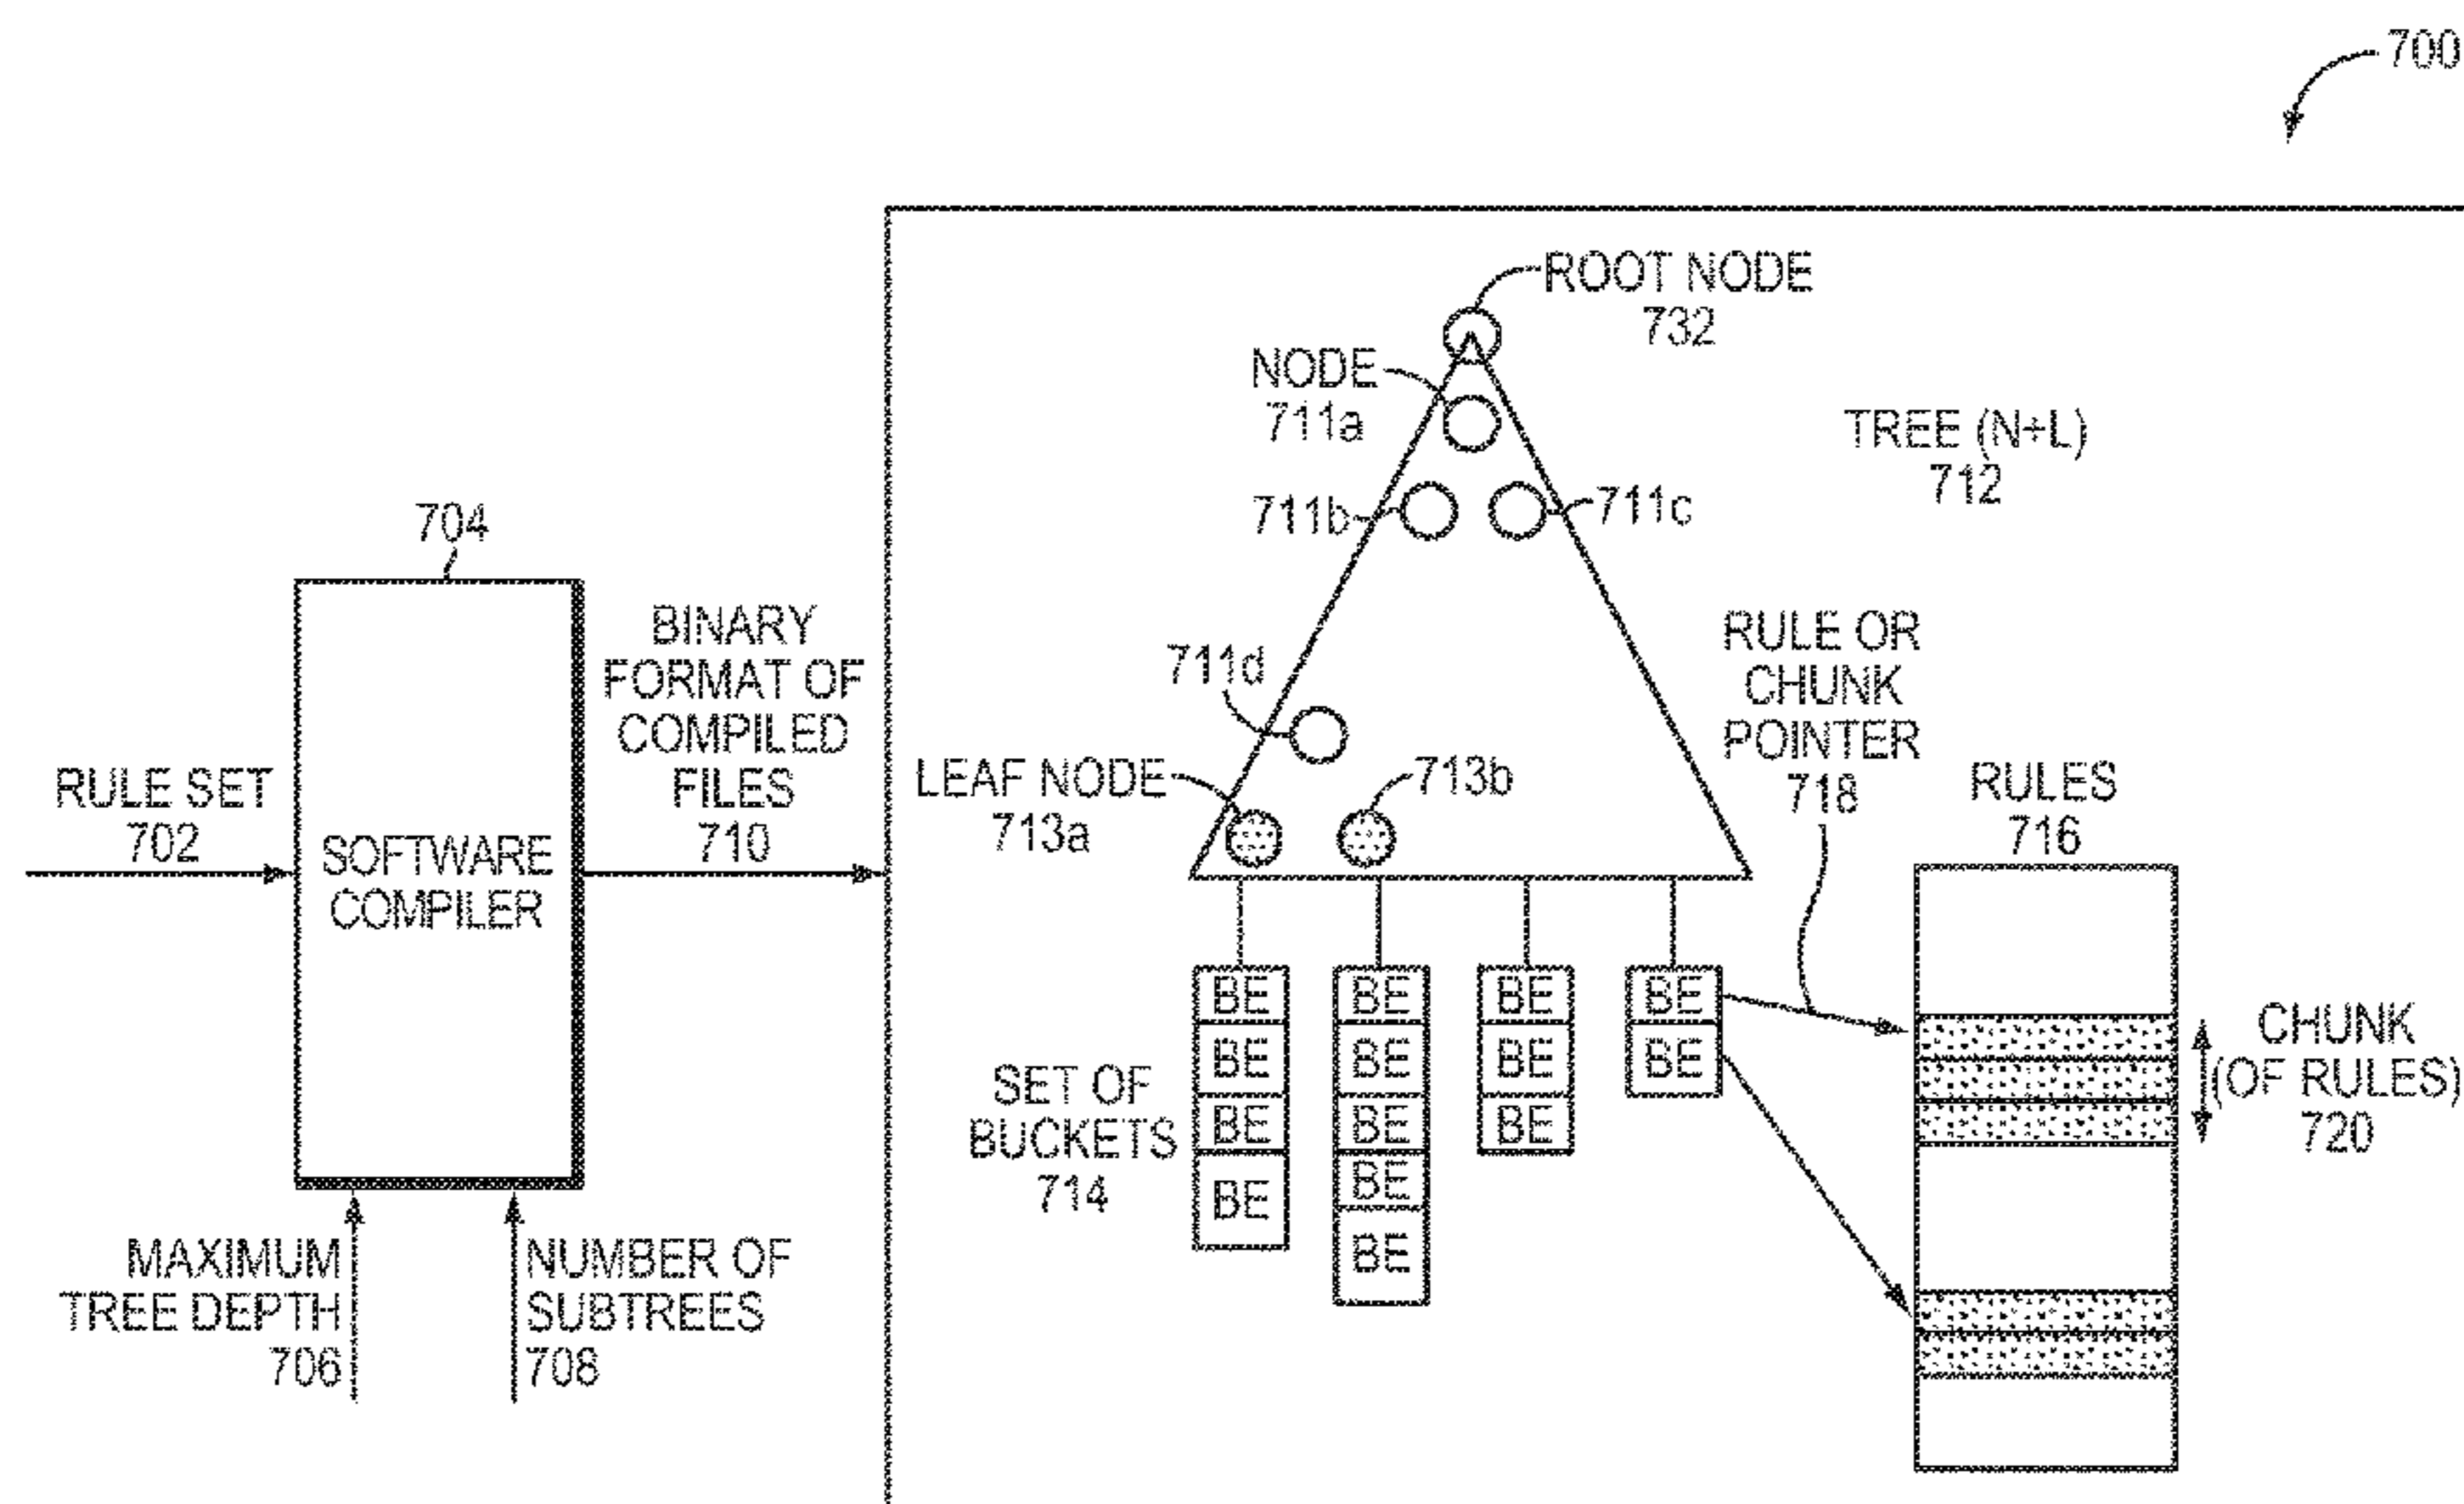 700
ROOT NODE
732
NODE
711a
TREE (N+L)
712
711b
711c
704
BINARY
FORMAT OF
COMPILED
FILES
710
RULE OR
CHUNK
POINTER
718
711d
LEAF NODE
713a
713b
RULE SET
702
SOFTWARE
COMPILER
RULES
716
BE
BE
BE
BE
BE
BE
BE
BE
BE
BE
BE
BE
BE
BE
SET OF
BUCKETS
714
CHUNK
(OF RULES)
720
MAXIMUM
TREE DEPTH
706
NUMBER OF
SUBTREES
708